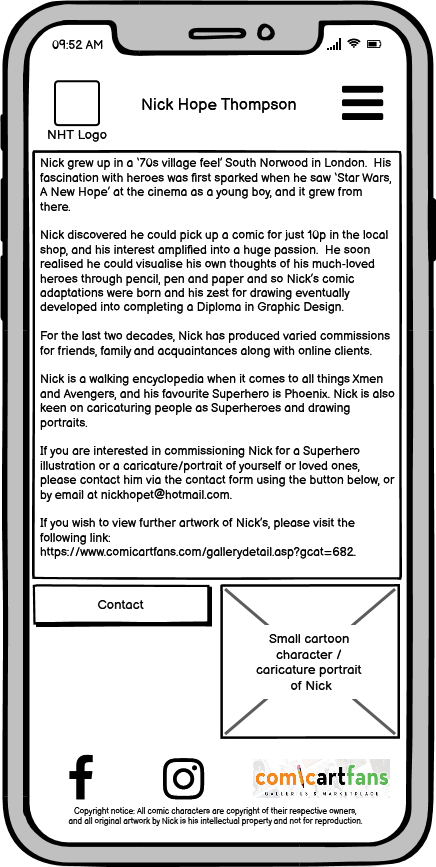 09:52 AM
Nick Hope Thompson
NHT Logo
Nick grew up in a ‘70s village feel’ South Norwood in London.  His
fascination with heroes was first sparked when he saw ‘Star Wars,
A New Hope’ at the cinema as a young boy, and it grew from
there.
Nick discovered he could pick up a comic for just 10p in the local
shop, and his interest amplified into a huge passion.  He soon
realised he could visualise his own thoughts of his much-loved
heroes through pencil, pen and paper and so Nick’s comic
adaptations were born and his zest for drawing eventually
developed into completing a Diploma in Graphic Design.
For the last two decades, Nick has produced varied commissions
for friends, family and acquaintances along with online clients.
Nick is a walking encyclopedia when it comes to all things Xmen
and Avengers, and his favourite Superhero is Phoenix. Nick is also
keen on caricaturing people as Superheroes and drawing
portraits.
If you are interested in commissioning Nick for a Superhero
illustration or a caricature/portrait of yourself or loved ones,
please contact him via the contact form using the button below, or
by email at nickhopet@hotmail.com.
If you wish to view further artwork of Nick’s, please visit the
following link:
https://www.comicartfans.com/gallerydetail.asp?gcat=682.
Contact
Small cartoon
character /
caricature portrait
of Nick
comicartfans
GALLERIES & MARKETPLACE
Copyright notice: All comic characters are copyright of their respective owners,
and all original artwork by Nick is his intellectual property and not for reproduction.